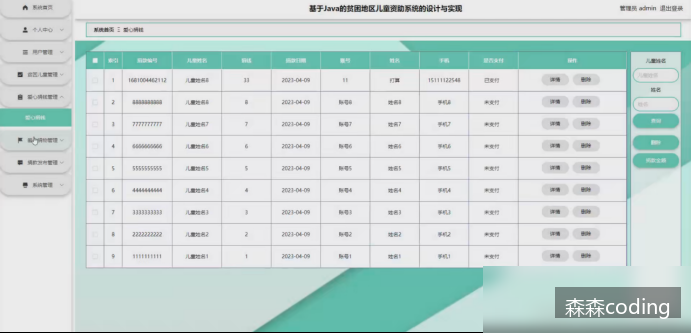 基于Java的贫困地区儿童资助系统的设计与实现
管理员 admin 退出登录
系统首页
个人中心
用户管理
贫困儿童管理
爱心捐款管理
爱心捐款
捐款发放管理
系统管理
系统首页 爱心捐款
索引 捐款编号 儿童姓名 捐款 捐款日期 账号 姓名 手机 是否支付 操作
1 1681004462112 儿童姓名8 33 2023-04-09 11 打算 15111122548 已支付 详情 删除
2 8888888888 儿童姓名8 8 2023-04-09 账号8 姓名8 手机8 未支付 详情 删除
3 7777777777 儿童姓名7 7 2023-04-09 账号7 姓名7 手机7 未支付 详情 删除
4 6666666666 儿童姓名6 6 2023-04-09 账号6 姓名6 手机6 未支付 详情 删除
5 5555555555 儿童姓名5 5 2023-04-09 账号5 姓名5 手机5 未支付 详情 删除
6 4444444444 儿童姓名4 4 2023-04-09 账号4 姓名4 手机4 未支付 详情 删除
7 3333333333 儿童姓名3 3 2023-04-09 账号3 姓名3 手机3 未支付 详情 删除
8 2222222222 儿童姓名2 2 2023-04-09 账号2 姓名2 手机2 未支付 详情 删除
9 1111111111 儿童姓名1 1 2023-04-09 账号1 姓名1 手机1 未支付 详情 删除
儿童姓名
儿童姓名
姓名
姓名
查询
删除
森森coding